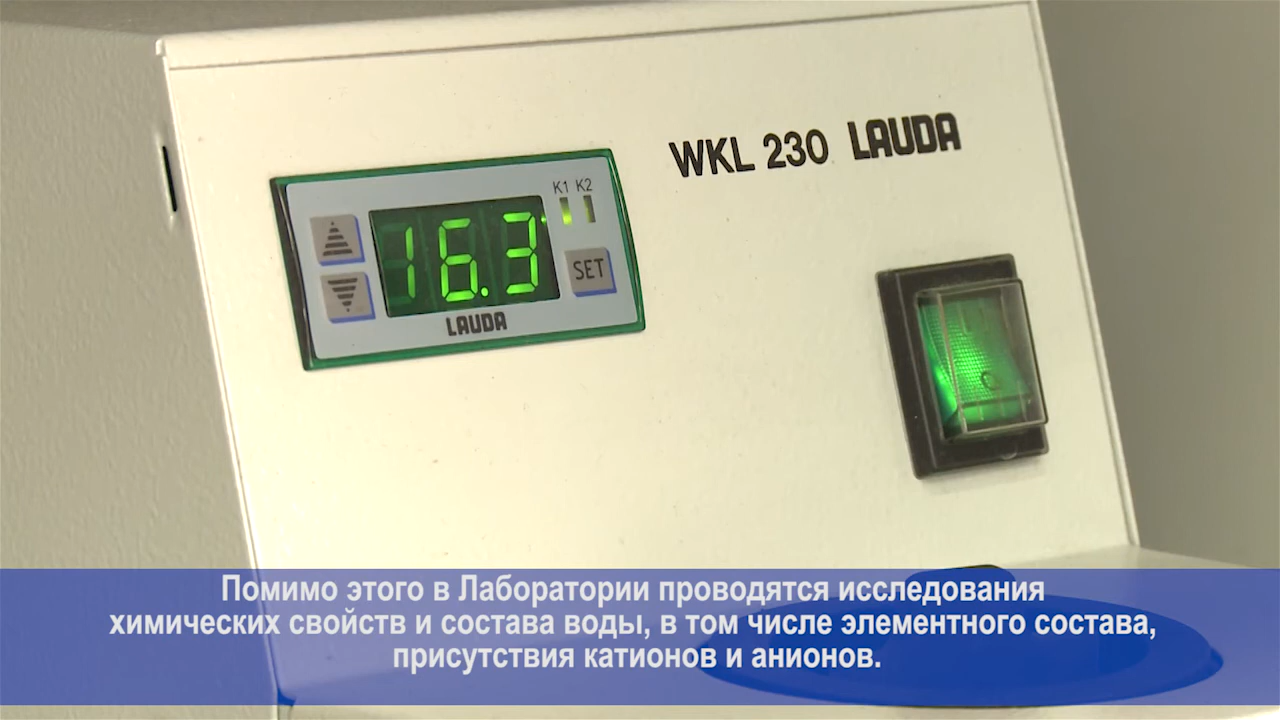 WKL 230 LAUDA
K1 K2
16.3
SET
LAUDA
Помимо этого в Лаборатории проводятся исследования
химических свойств и состава воды, в том числе элементного состава,
присутствия катионов и анионов.